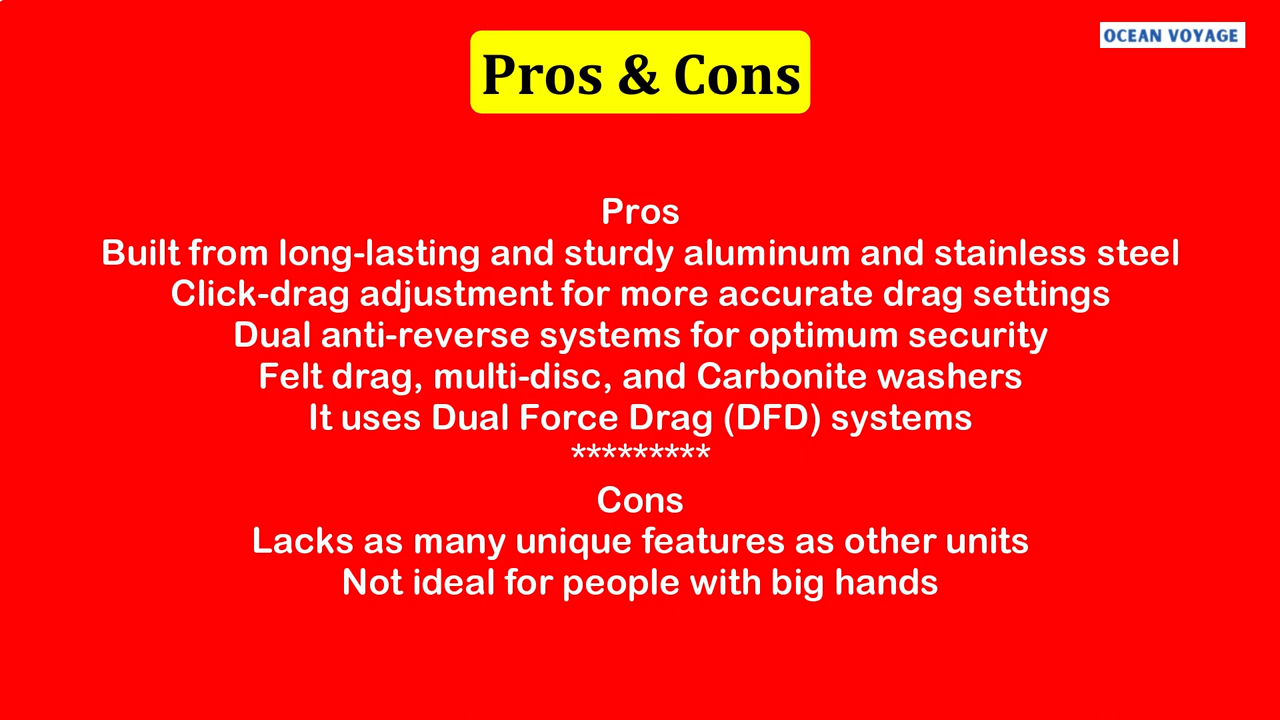 OCEAN VOYAGE
Pros & Cons
Pros
Built from long-lasting and sturdy aluminum and stainless steel
Click-drag adjustment for more accurate drag settings
Dual anti-reverse systems for optimum security
Felt drag, multi-disc, and Carbonite washers
It uses Dual Force Drag (DFD) systems
*********
Cons
Lacks as many unique features as other units
Not ideal for people with big hands